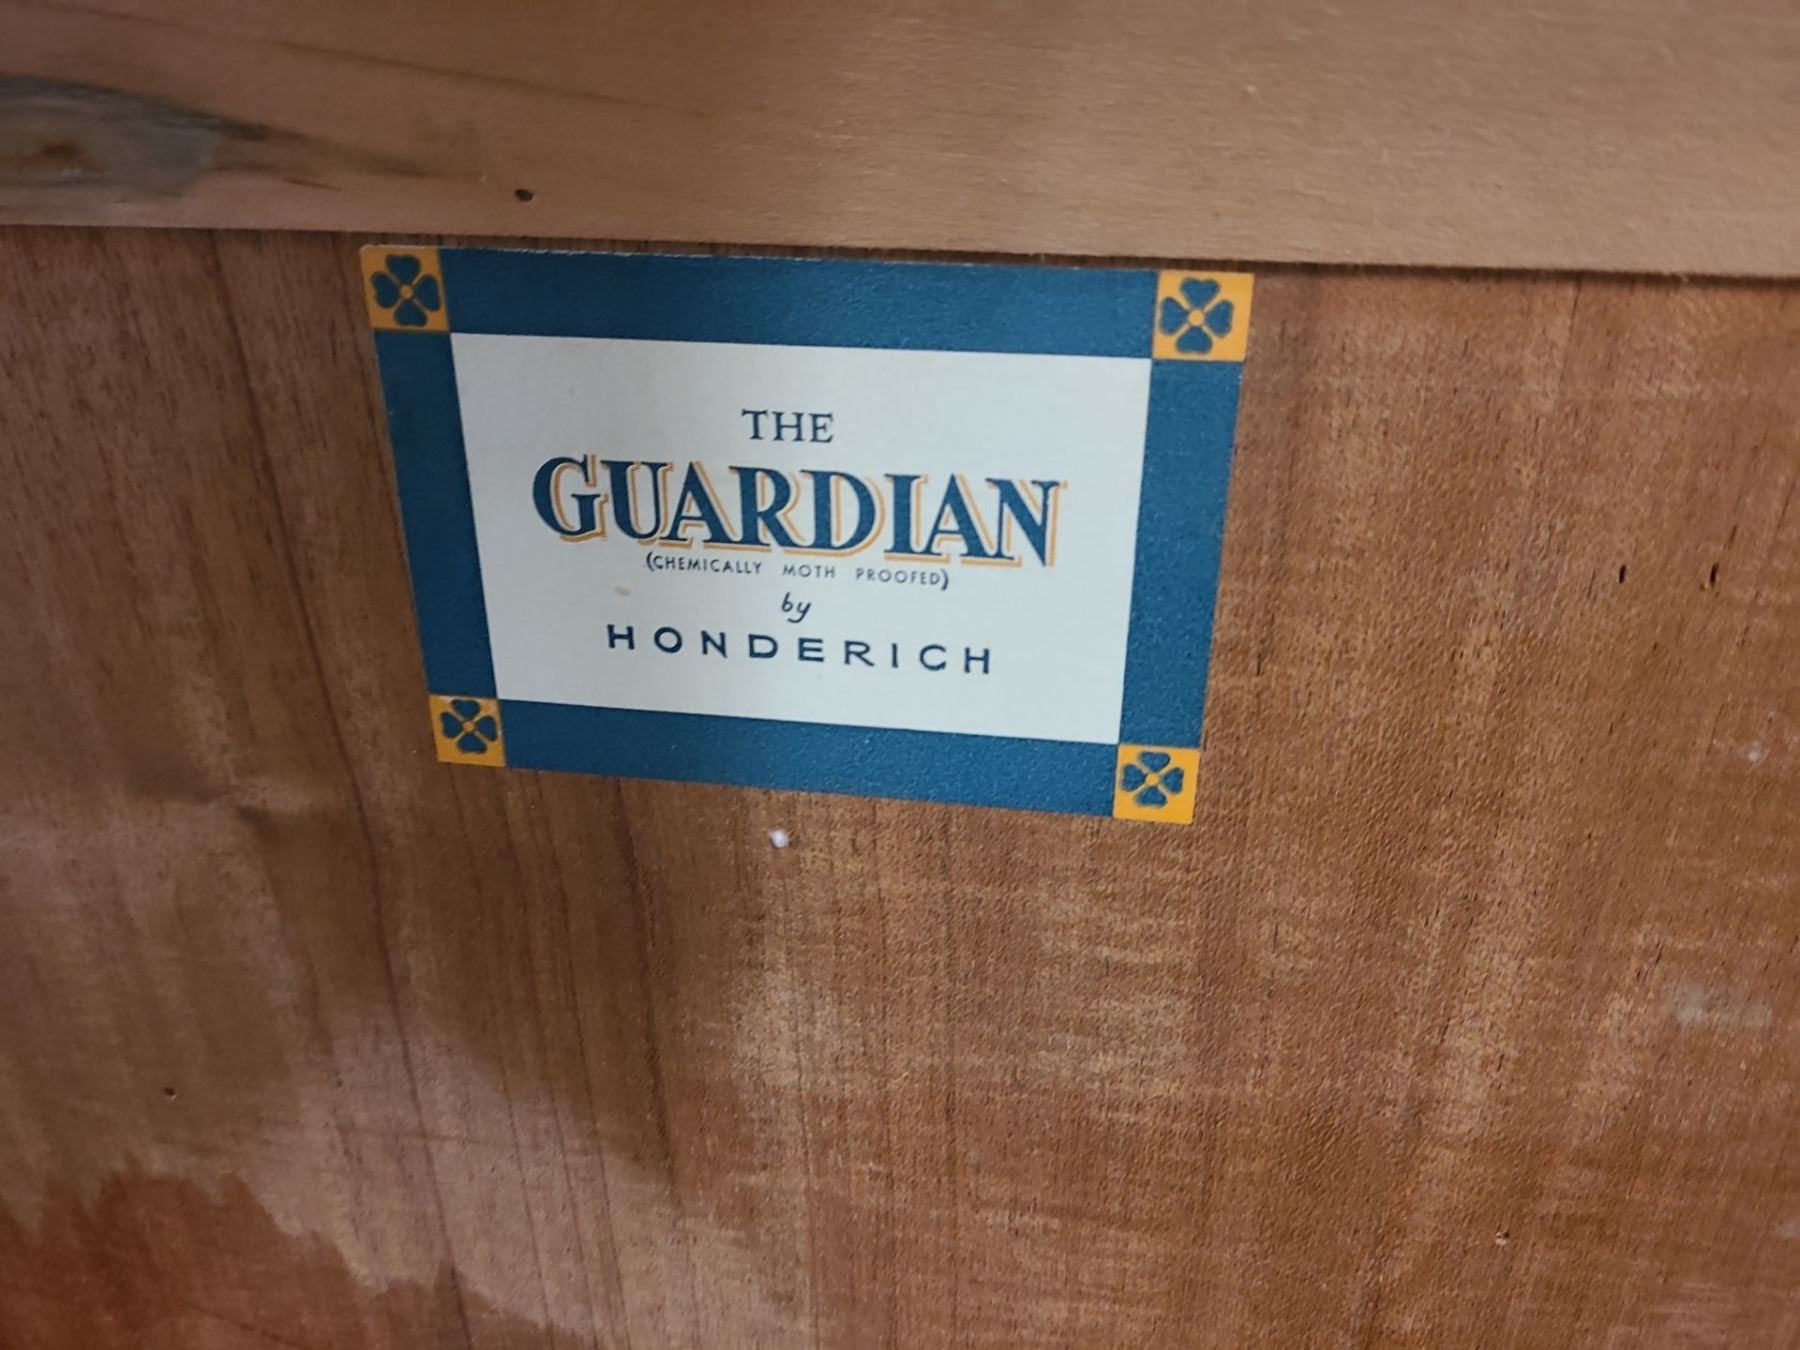 THE
GUARDIAN
(CHEMICALLY MOTH PROOFED)
by
HONDERICH